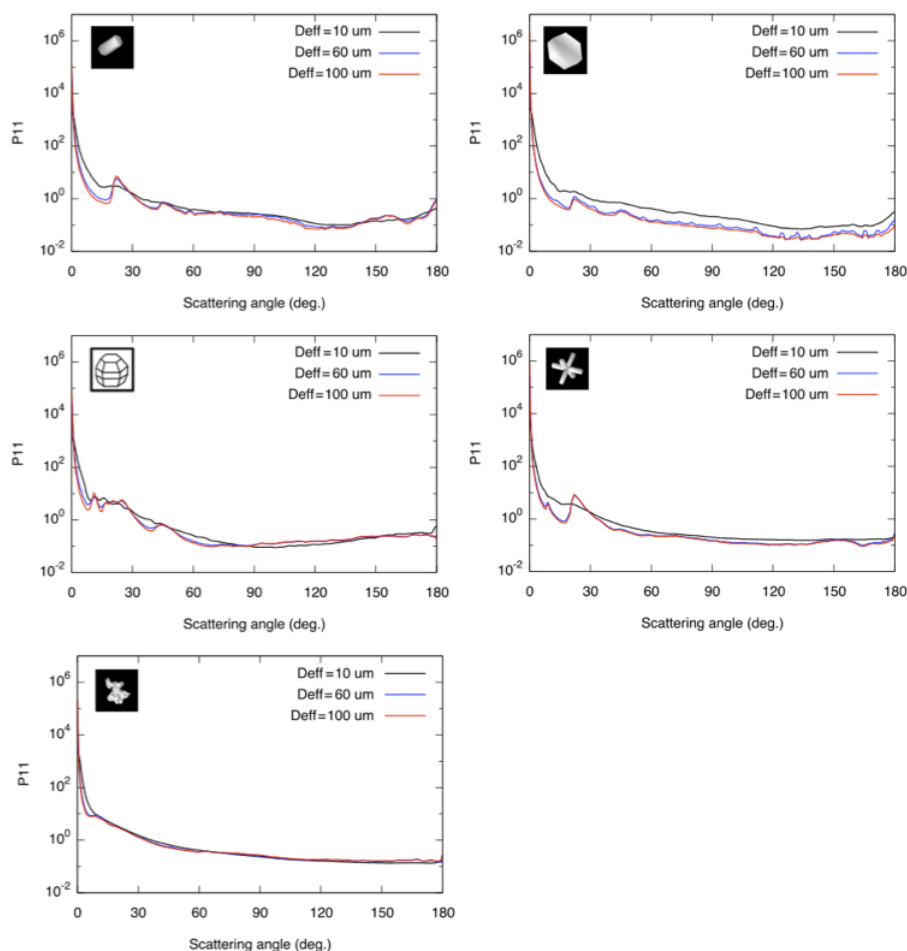 10^6
10^4
10^2
10^0
10^-2
P11
Deff=10 um
Deff=60 um
Deff=100 um
0 30 60 90 120 150 180
Scattering angle (deg.)
10^6
10^4
10^2
10^0
10^-2
P11
Deff=10 um
Deff=60 um
Deff=100 um
0 30 60 90 120 150 180
Scattering angle (deg.)
10^6
10^4
10^2
10^0
10^-2
P11
Deff=10 um
Deff=60 um
Deff=100 um
0 30 60 90 120 150 180
Scattering angle (deg.)
10^6
10^4
10^2
10^0
10^-2
P11
Deff=10 um
Deff=60 um
Deff=100 um
0 30 60 90 120 150 180
Scattering angle (deg.)
10^6
10^4
10^2
10^0
10^-2
P11
Deff=10 um
Deff=60 um
Deff=100 um
0 30 60 90 120 150 180
Scattering angle (deg.)